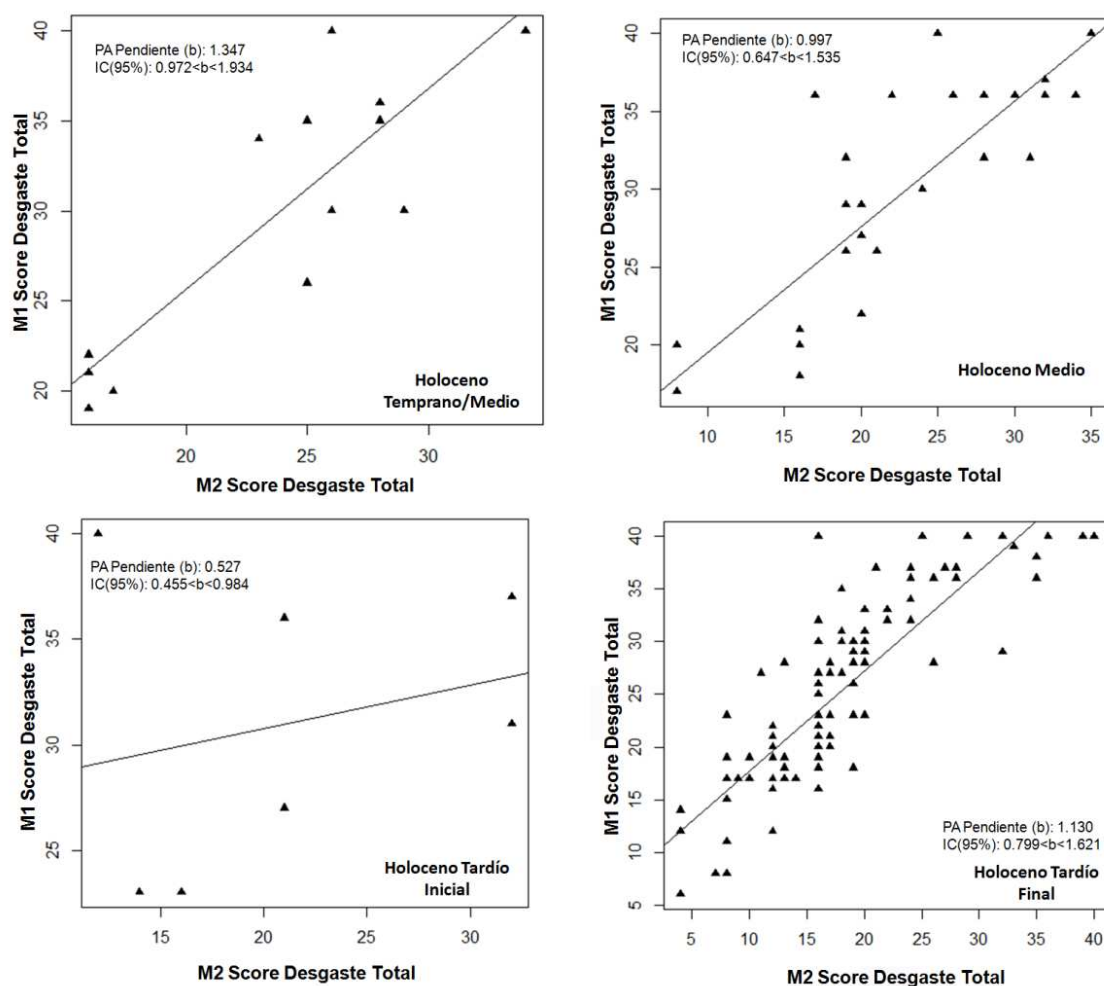 PA Pendiente (b): 1.347
IC(95%): 0.972<b<1.934
M1 Score Desgaste Total
40
35
30
25
20
Holoceno
Temprano/Medio
20 25 30
M2 Score Desgaste Total
PA Pendiente (b): 0.997
IC(95%): 0.647<b<1.535
M1 Score Desgaste Total
40
35
30
25
20
Holoceno Medio
10 15 20 25 30 35
M2 Score Desgaste Total
PA Pendiente (b): 0.527
IC(95%): 0.455<b<0.984
M1 Score Desgaste Total
40
35
30
25
Holoceno Tardío
Inicial
15 20 25 30
M2 Score Desgaste Total
M1 Score Desgaste Total
40
35
30
25
20
15
10
5
PA Pendiente (b): 1.130
IC(95%): 0.799<b<1.621
Holoceno Tardío
Final
5 10 15 20 25 30 35 40
M2 Score Desgaste Total